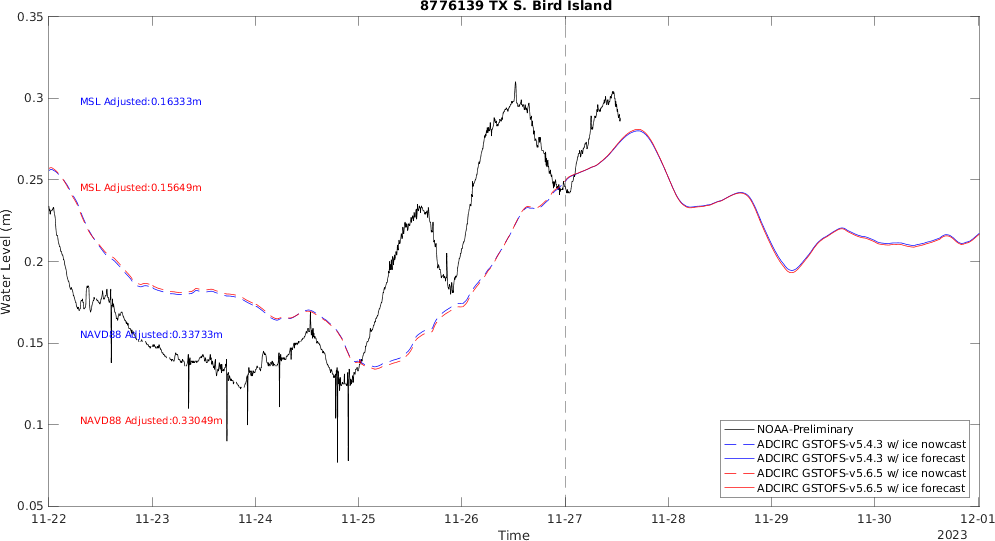 8776139 TX S. Bird Island
0.35
0.3
0.25
0.2
0.15
0.1
0.05
Water Level (m)
MSL Adjusted:0.16333m
MSL Adjusted:0.15649m
NAVD88 Adjusted:0.33733m
NAVD88 Adjusted:0.33049m
NOAA-Preliminary
ADCIRC GSTOFS-v5.4.3 w/ ice nowcast
ADCIRC GSTOFS-v5.4.3 w/ ice forecast
ADCIRC GSTOFS-v5.6.5 w/ ice nowcast
ADCIRC GSTOFS-v5.6.5 w/ ice forecast
11-22 11-23 11-24 11-25 11-26 11-27 11-28 11-29 11-30 12-01
Time
2023